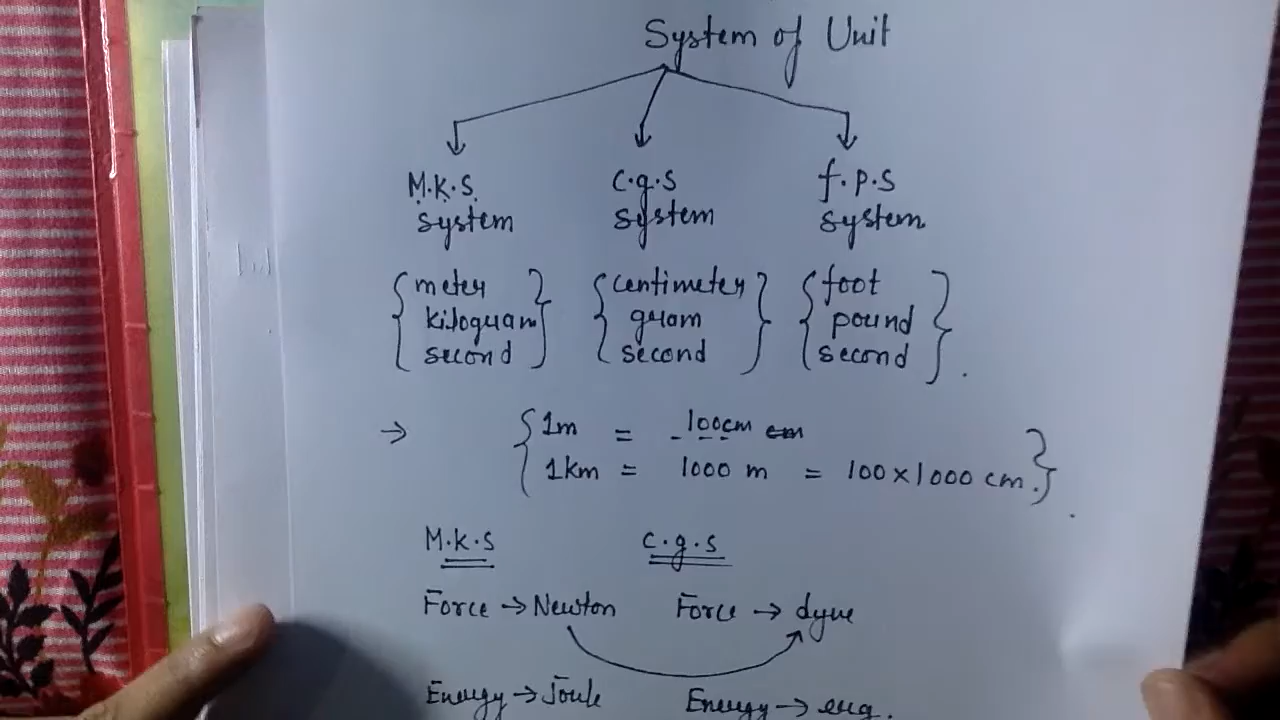 System of Unit
M.K.S. C.g.s f.p.s
system system system
meter centimeter foot
kilogram gram pound
second second second
→ 1m = 100cm cm
1km = 1000 m = 100×1000 cm.
M.k.s C.g.s
Force → Newton Force → dyne
Energy → Joule Energy → erg.